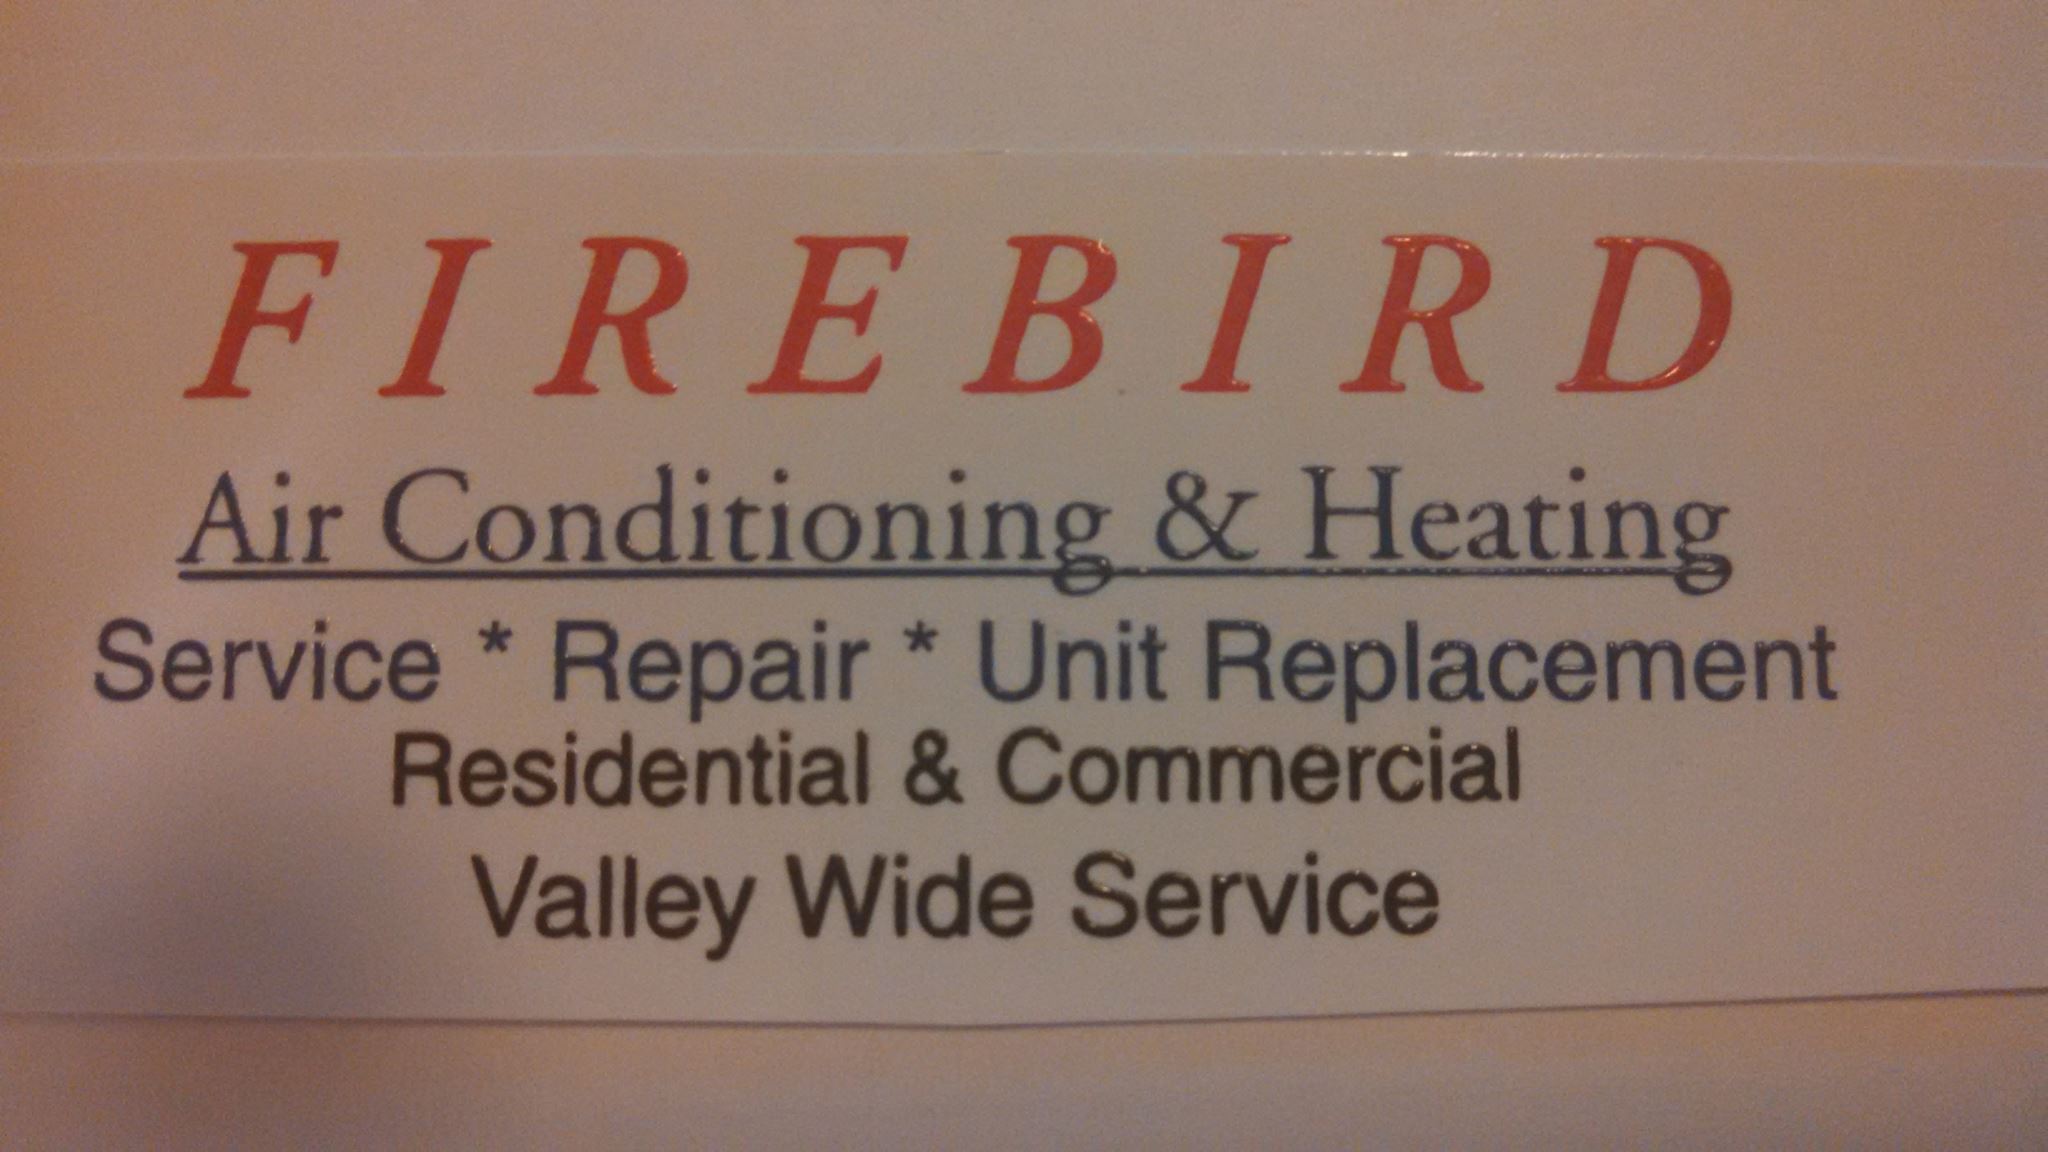 FIREBIRD
Air Conditioning & Heating
Service * Repair * Unit Replacement
Residential & Commercial
Valley Wide Service